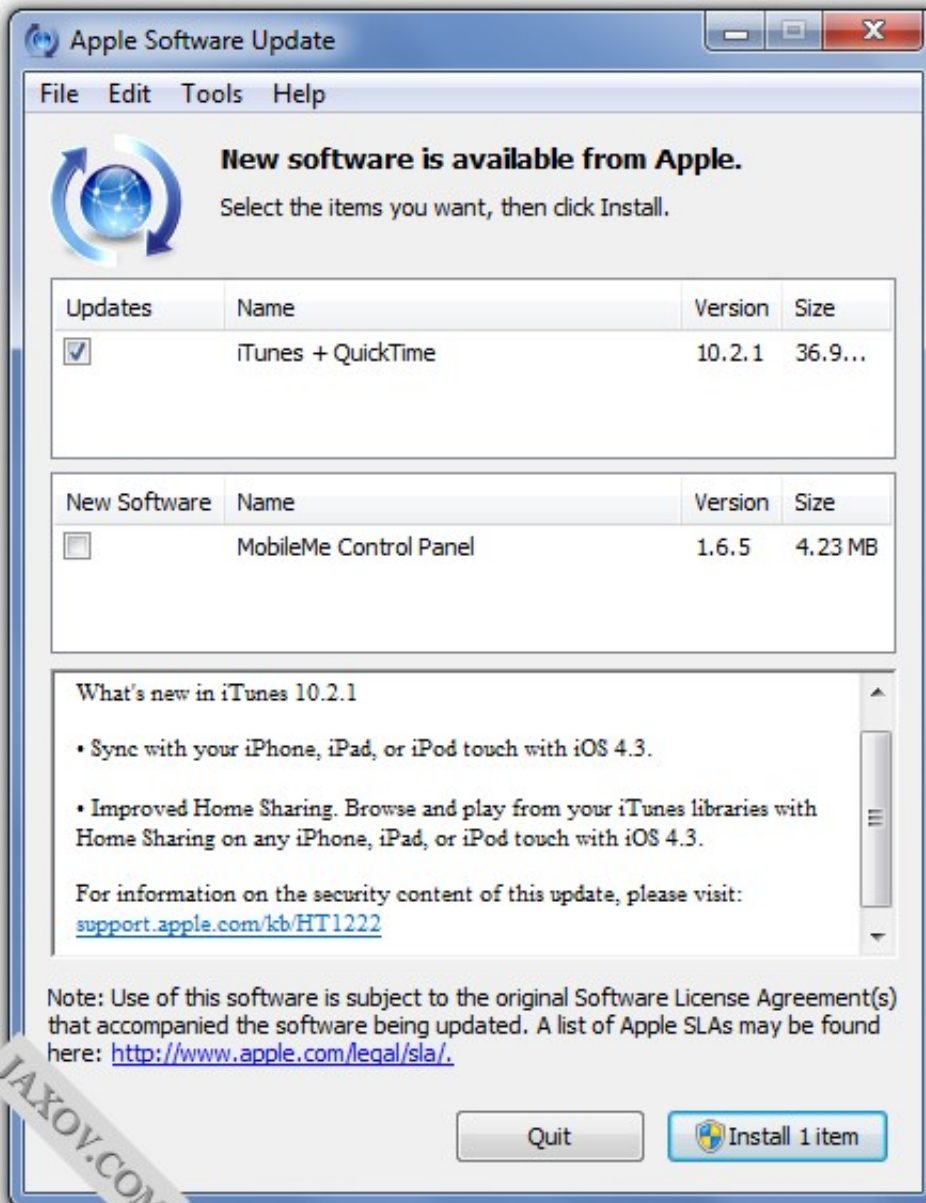 Apple Software Update
File Edit Tools Help
New software is available from Apple.
Select the items you want, then click Install.
Updates Name Version Size
iTunes + QuickTime 10.2.1 36.9...
New Software Name Version Size
MobileMe Control Panel 1.6.5 4.23 MB
What's new in iTunes 10.2.1
• Sync with your iPhone, iPad, or iPod touch with iOS 4.3.
• Improved Home Sharing. Browse and play from your iTunes libraries with
Home Sharing on any iPhone, iPad, or iPod touch with iOS 4.3.
For information on the security content of this update, please visit:
support.apple.com/kb/HT1222
Note: Use of this software is subject to the original Software License Agreement(s)
that accompanied the software being updated. A list of Apple SLAs may be found
here: http://www.apple.com/legal/sla/.
JAXOV.COM
Quit Install 1 item